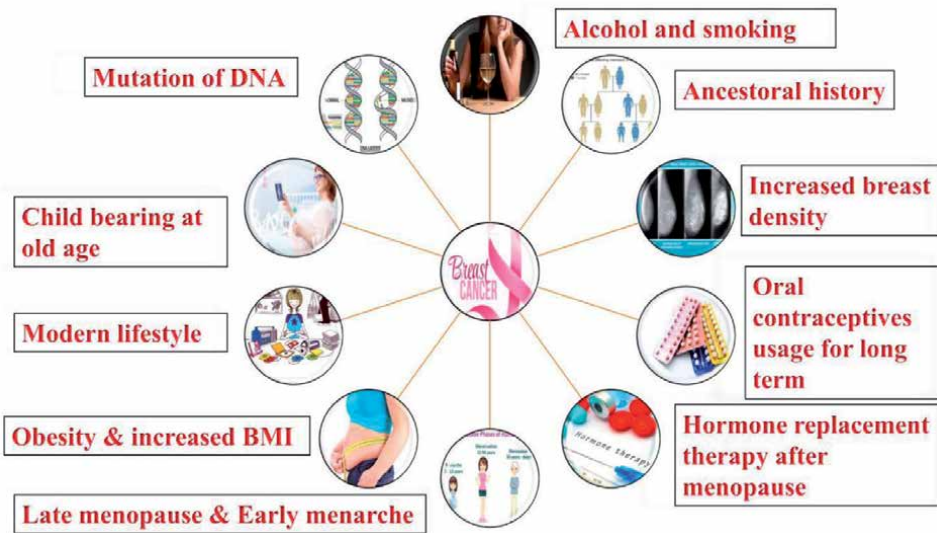 Alcohol and smoking
Mutation of DNA
Ancestoral history
Child bearing at
old age
Increased breast
density
Breast
CANCER
Modern lifestyle
Oral
contraceptives
usage for long
term
Obesity & increased BMI
Hormone therapy
Hormone replacement
therapy after
menopause
Late menopause & Early menarche